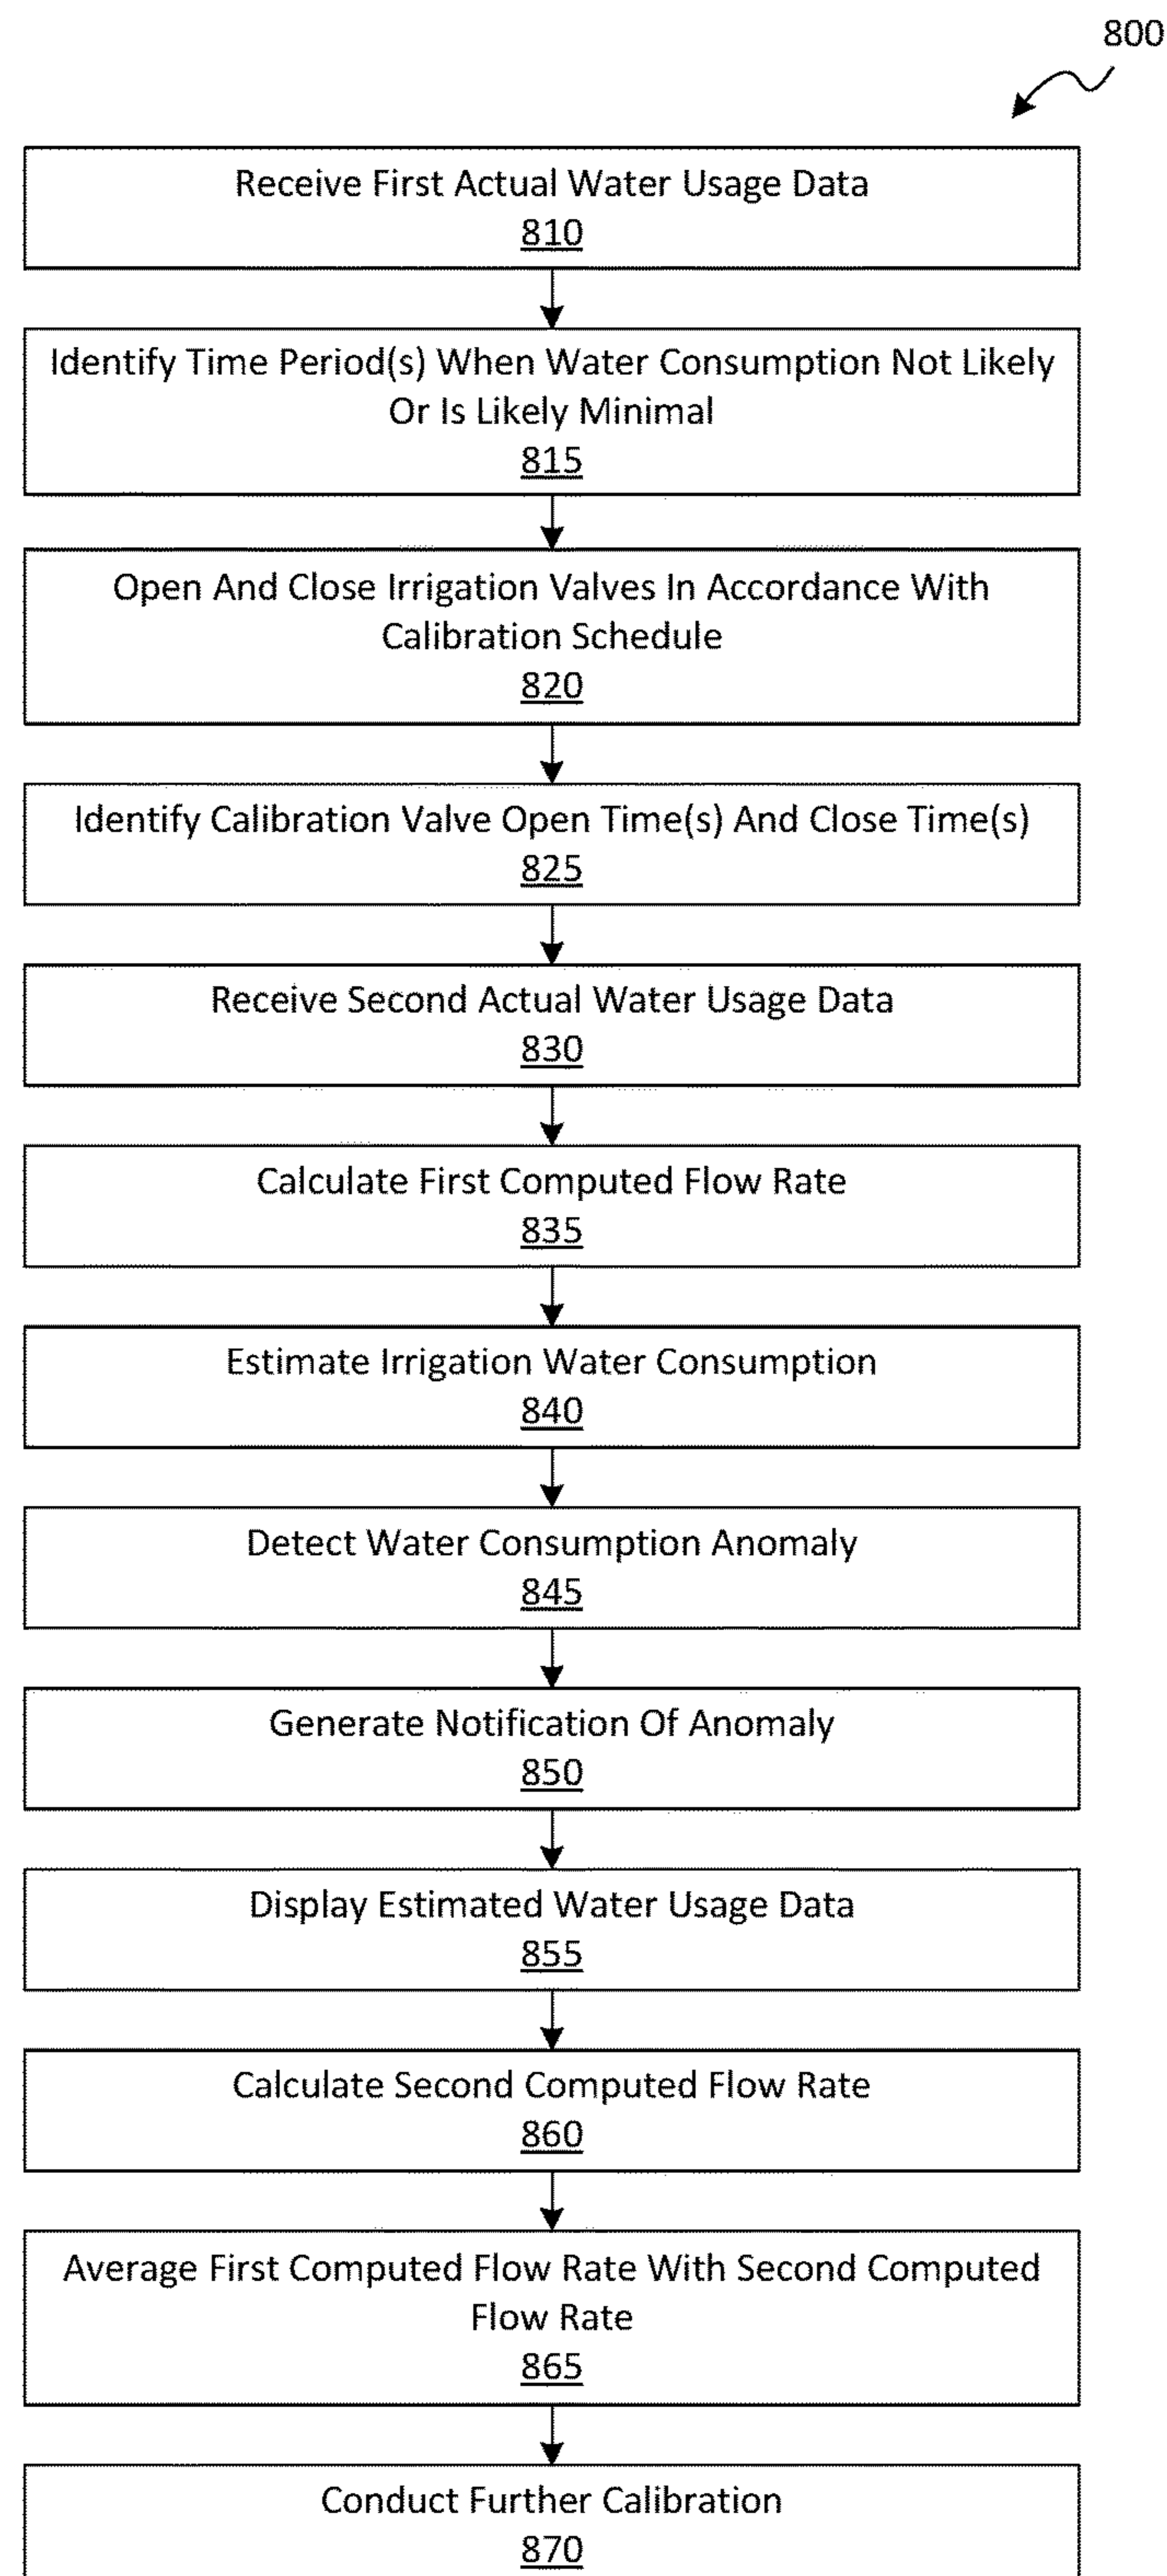 800
Receive First Actual Water Usage Data
810
Identify Time Period(s) When Water Consumption Not Likely
Or Is Likely Minimal
815
Open And Close Irrigation Valves In Accordance With
Calibration Schedule
820
Identify Calibration Valve Open Time(s) And Close Time(s)
825
Receive Second Actual Water Usage Data
830
Calculate First Computed Flow Rate
835
Estimate Irrigation Water Consumption
840
Detect Water Consumption Anomaly
845
Generate Notification Of Anomaly
850
Display Estimated Water Usage Data
855
Calculate Second Computed Flow Rate
860
Average First Computed Flow Rate With Second Computed
Flow Rate
865
Conduct Further Calibration
870